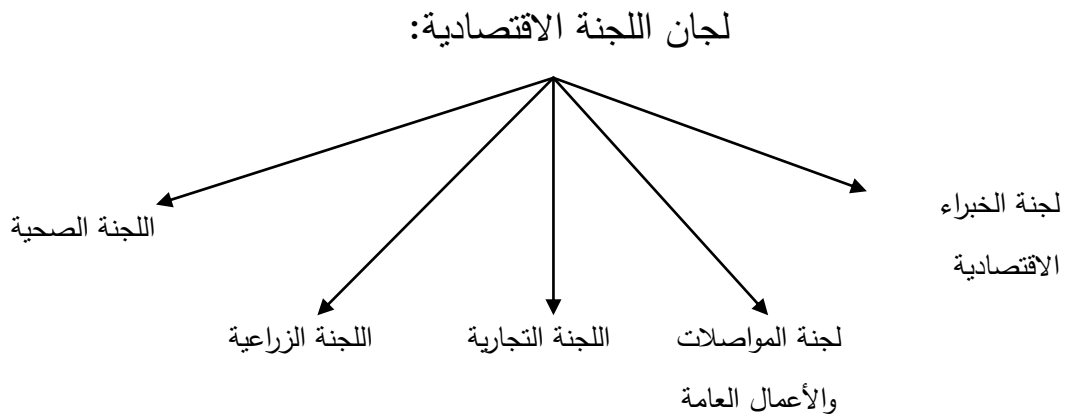 لجان اللجنة الاقتصادية:
لجنة الخبراء
الاقتصادية
لجنة المواصلات
والأعمال العامة
اللجنة التجارية
اللجنة الزراعية
اللجنة الصحية